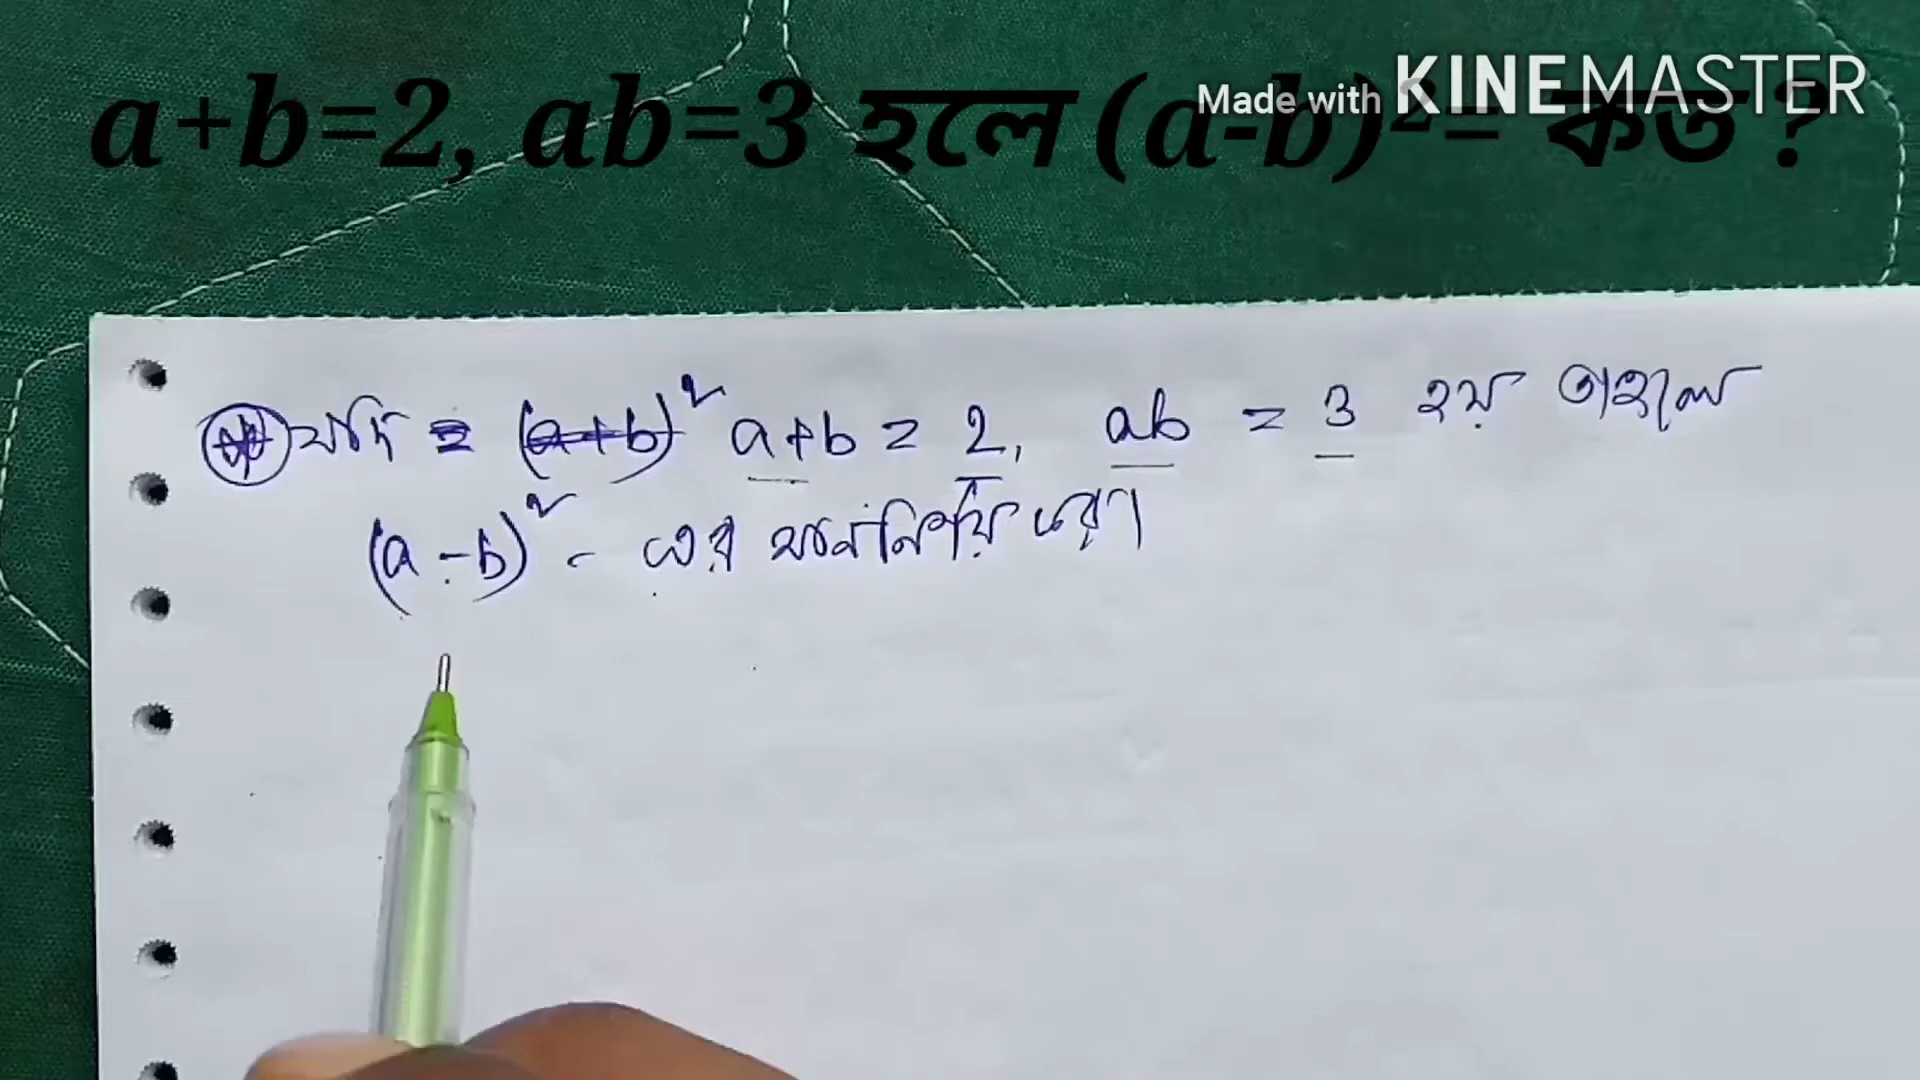 a+b=2, ab=3 হলে (a-b)²= কত ?
Made with KINEMASTER
যদি = (a+b)² a+b = 2, ab = 3 হয় তাহলে
(a-b)² - এর মান নির্ণয় করো।